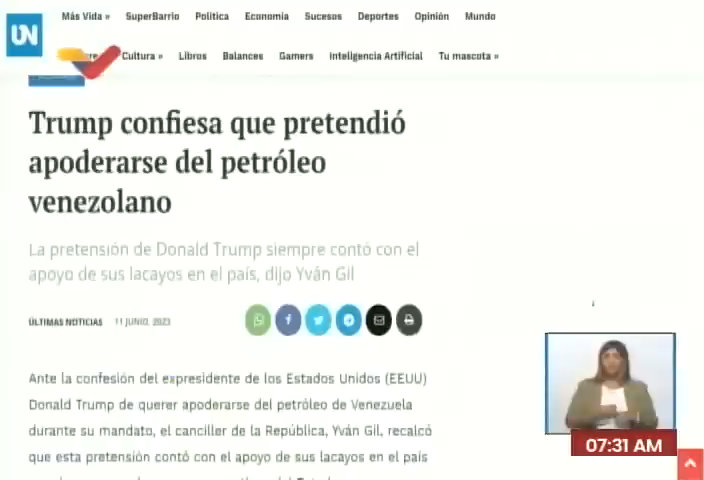 UN
Más Vida » SuperBarrio Política Economía Sucesos Deportes Opinión Mundo
Cultura » Libros Balances Gamers Inteligencia Artificial Tu mascota »
Trump confiesa que pretendió
apoderarse del petróleo
venezolano
La pretensión de Donald Trump siempre contó con el
apoyo de sus lacayos en el país, dijo Yván Gil
ÚLTIMAS NOTICIAS 11 JUNIO, 2023
Ante la confesión del expresidente de los Estados Unidos (EEUU)
Donald Trump de querer apoderarse del petróleo de Venezuela
durante su mandato, el canciller de la República, Yván Gil, recalcó
que esta pretensión contó con el apoyo de sus lacayos en el país
07:31 AM